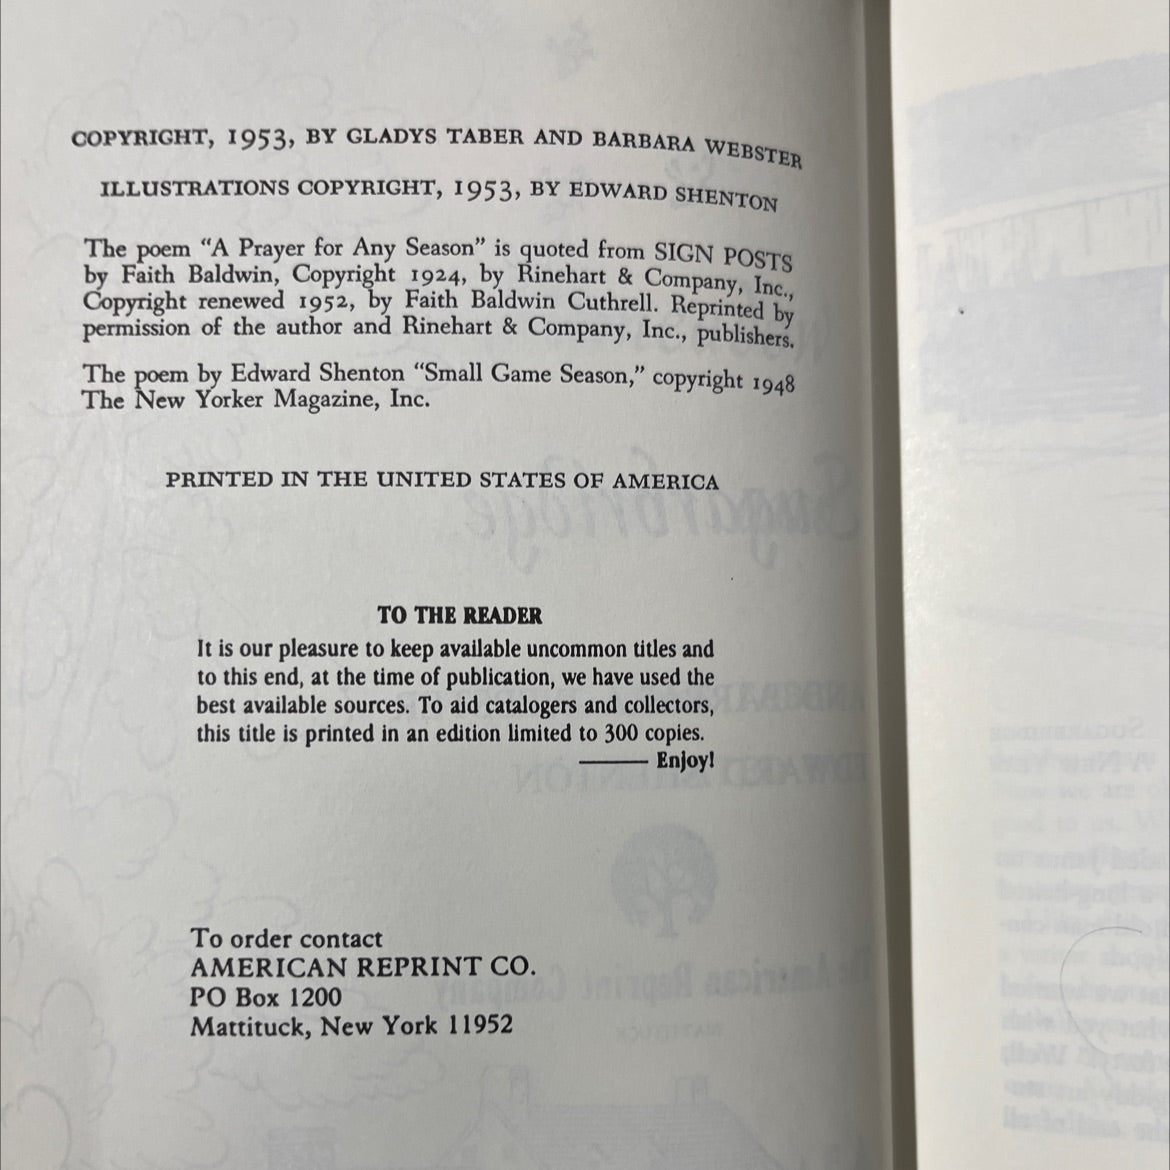 COPYRIGHT, 1953, BY GLADYS TABER AND BARBARA WEBSTER
ILLUSTRATIONS COPYRIGHT, 1953, BY EDWARD SHENTON
The poem "A Prayer for Any Season" is quoted from SIGN POSTS
by Faith Baldwin, Copyright 1924, by Rinehart & Company, Inc.,
Copyright renewed 1952, by Faith Baldwin Cuthrell. Reprinted by
permission of the author and Rinehart & Company, Inc., publishers.
The poem by Edward Shenton "Small Game Season," copyright 1948
The New Yorker Magazine, Inc.
PRINTED IN THE UNITED STATES OF AMERICA
TO THE READER
It is our pleasure to keep available uncommon titles and
to this end, at the time of publication, we have used the
best available sources. To aid catalogers and collectors,
this title is printed in an edition limited to 300 copies.
——— Enjoy!
To order contact
AMERICAN REPRINT CO.
PO Box 1200
Mattituck, New York 11952